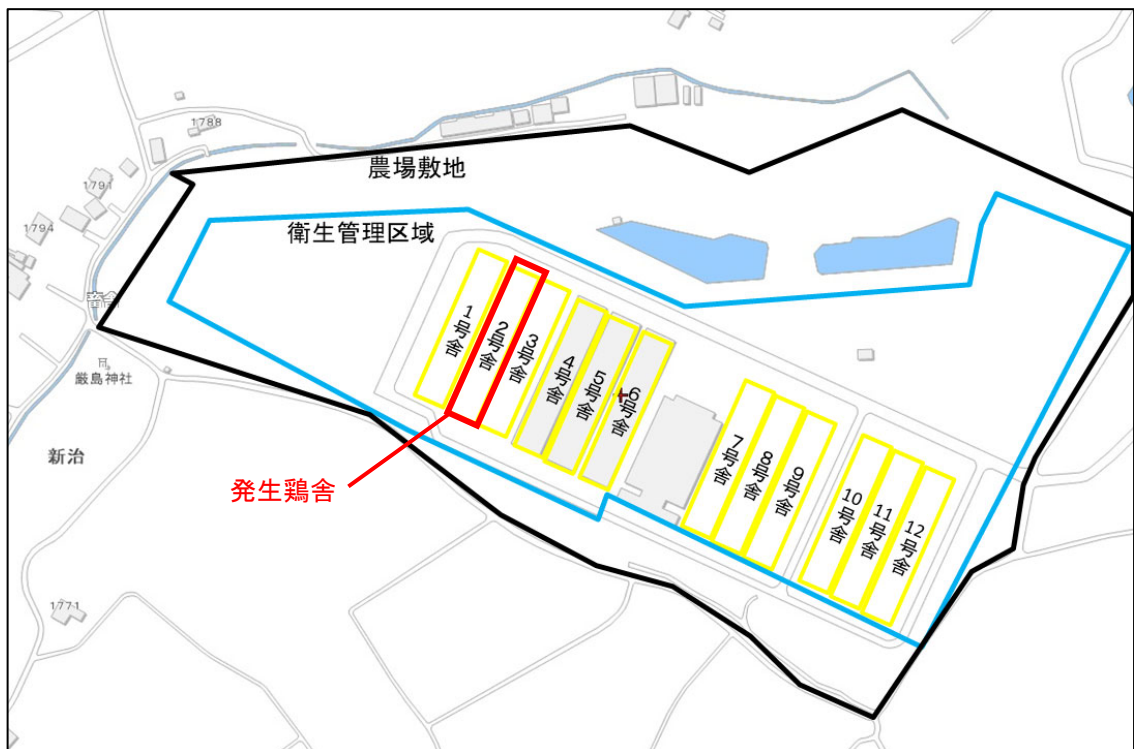 1788
農場敷地
1791
衛生管理区域
1794
畜舎
1号舎
2号舎
3号舎
4号舎
5号舎
6号舎
厳島神社
新治
発生鶏舎
7号舎
8号舎
9号舎
10号舎
11号舎
12号舎
1771